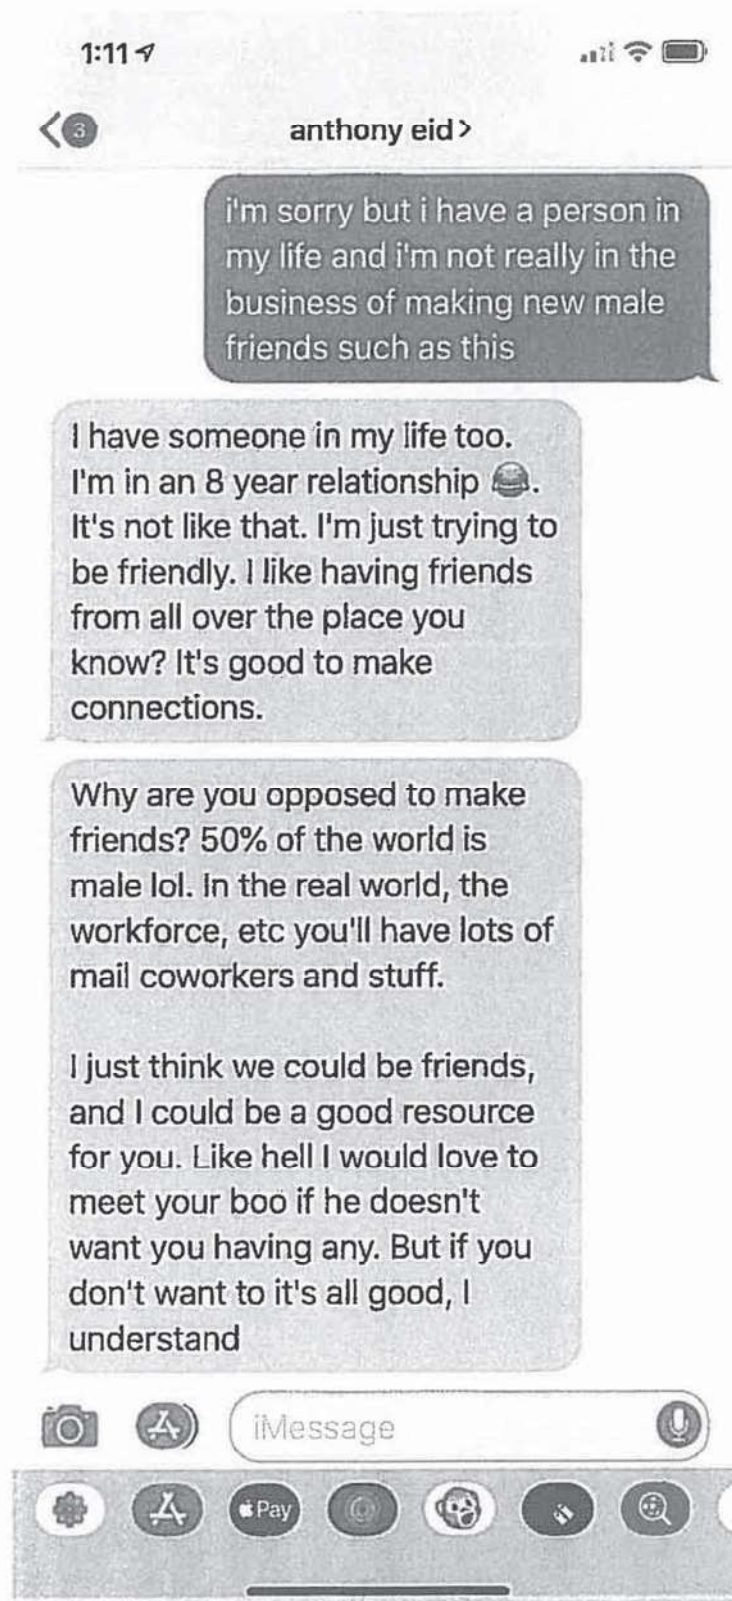 1:11
3
anthony eid >
i'm sorry but i have a person in
my life and i'm not really in the
business of making new male
friends such as this
I have someone in my life too.
I'm in an 8 year relationship 😂.
It's not like that. I'm just trying to
be friendly. I like having friends
from all over the place you
know? It's good to make
connections.
Why are you opposed to make
friends? 50% of the world is
male lol. In the real world, the
workforce, etc you'll have lots of
mail coworkers and stuff.
I just think we could be friends,
and I could be a good resource
for you. Like hell I would love to
meet your boo if he doesn't
want you having any. But if you
don't want to it's all good, I
understand
iMessage
Pay